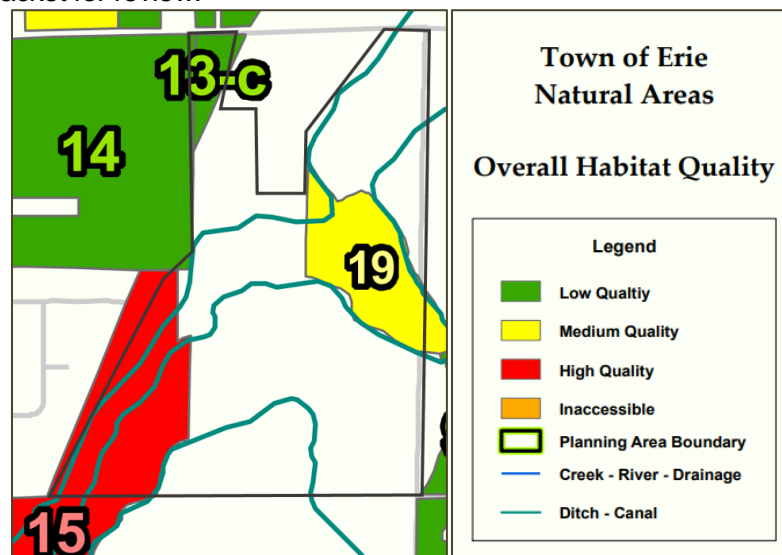 13-c
14
19
15
Town of Erie
Natural Areas
Overall Habitat Quality
Legend
Low Qualtiy
Medium Quality
High Quality
Inaccessible
Planning Area Boundary
Creek - River - Drainage
Ditch - Canal